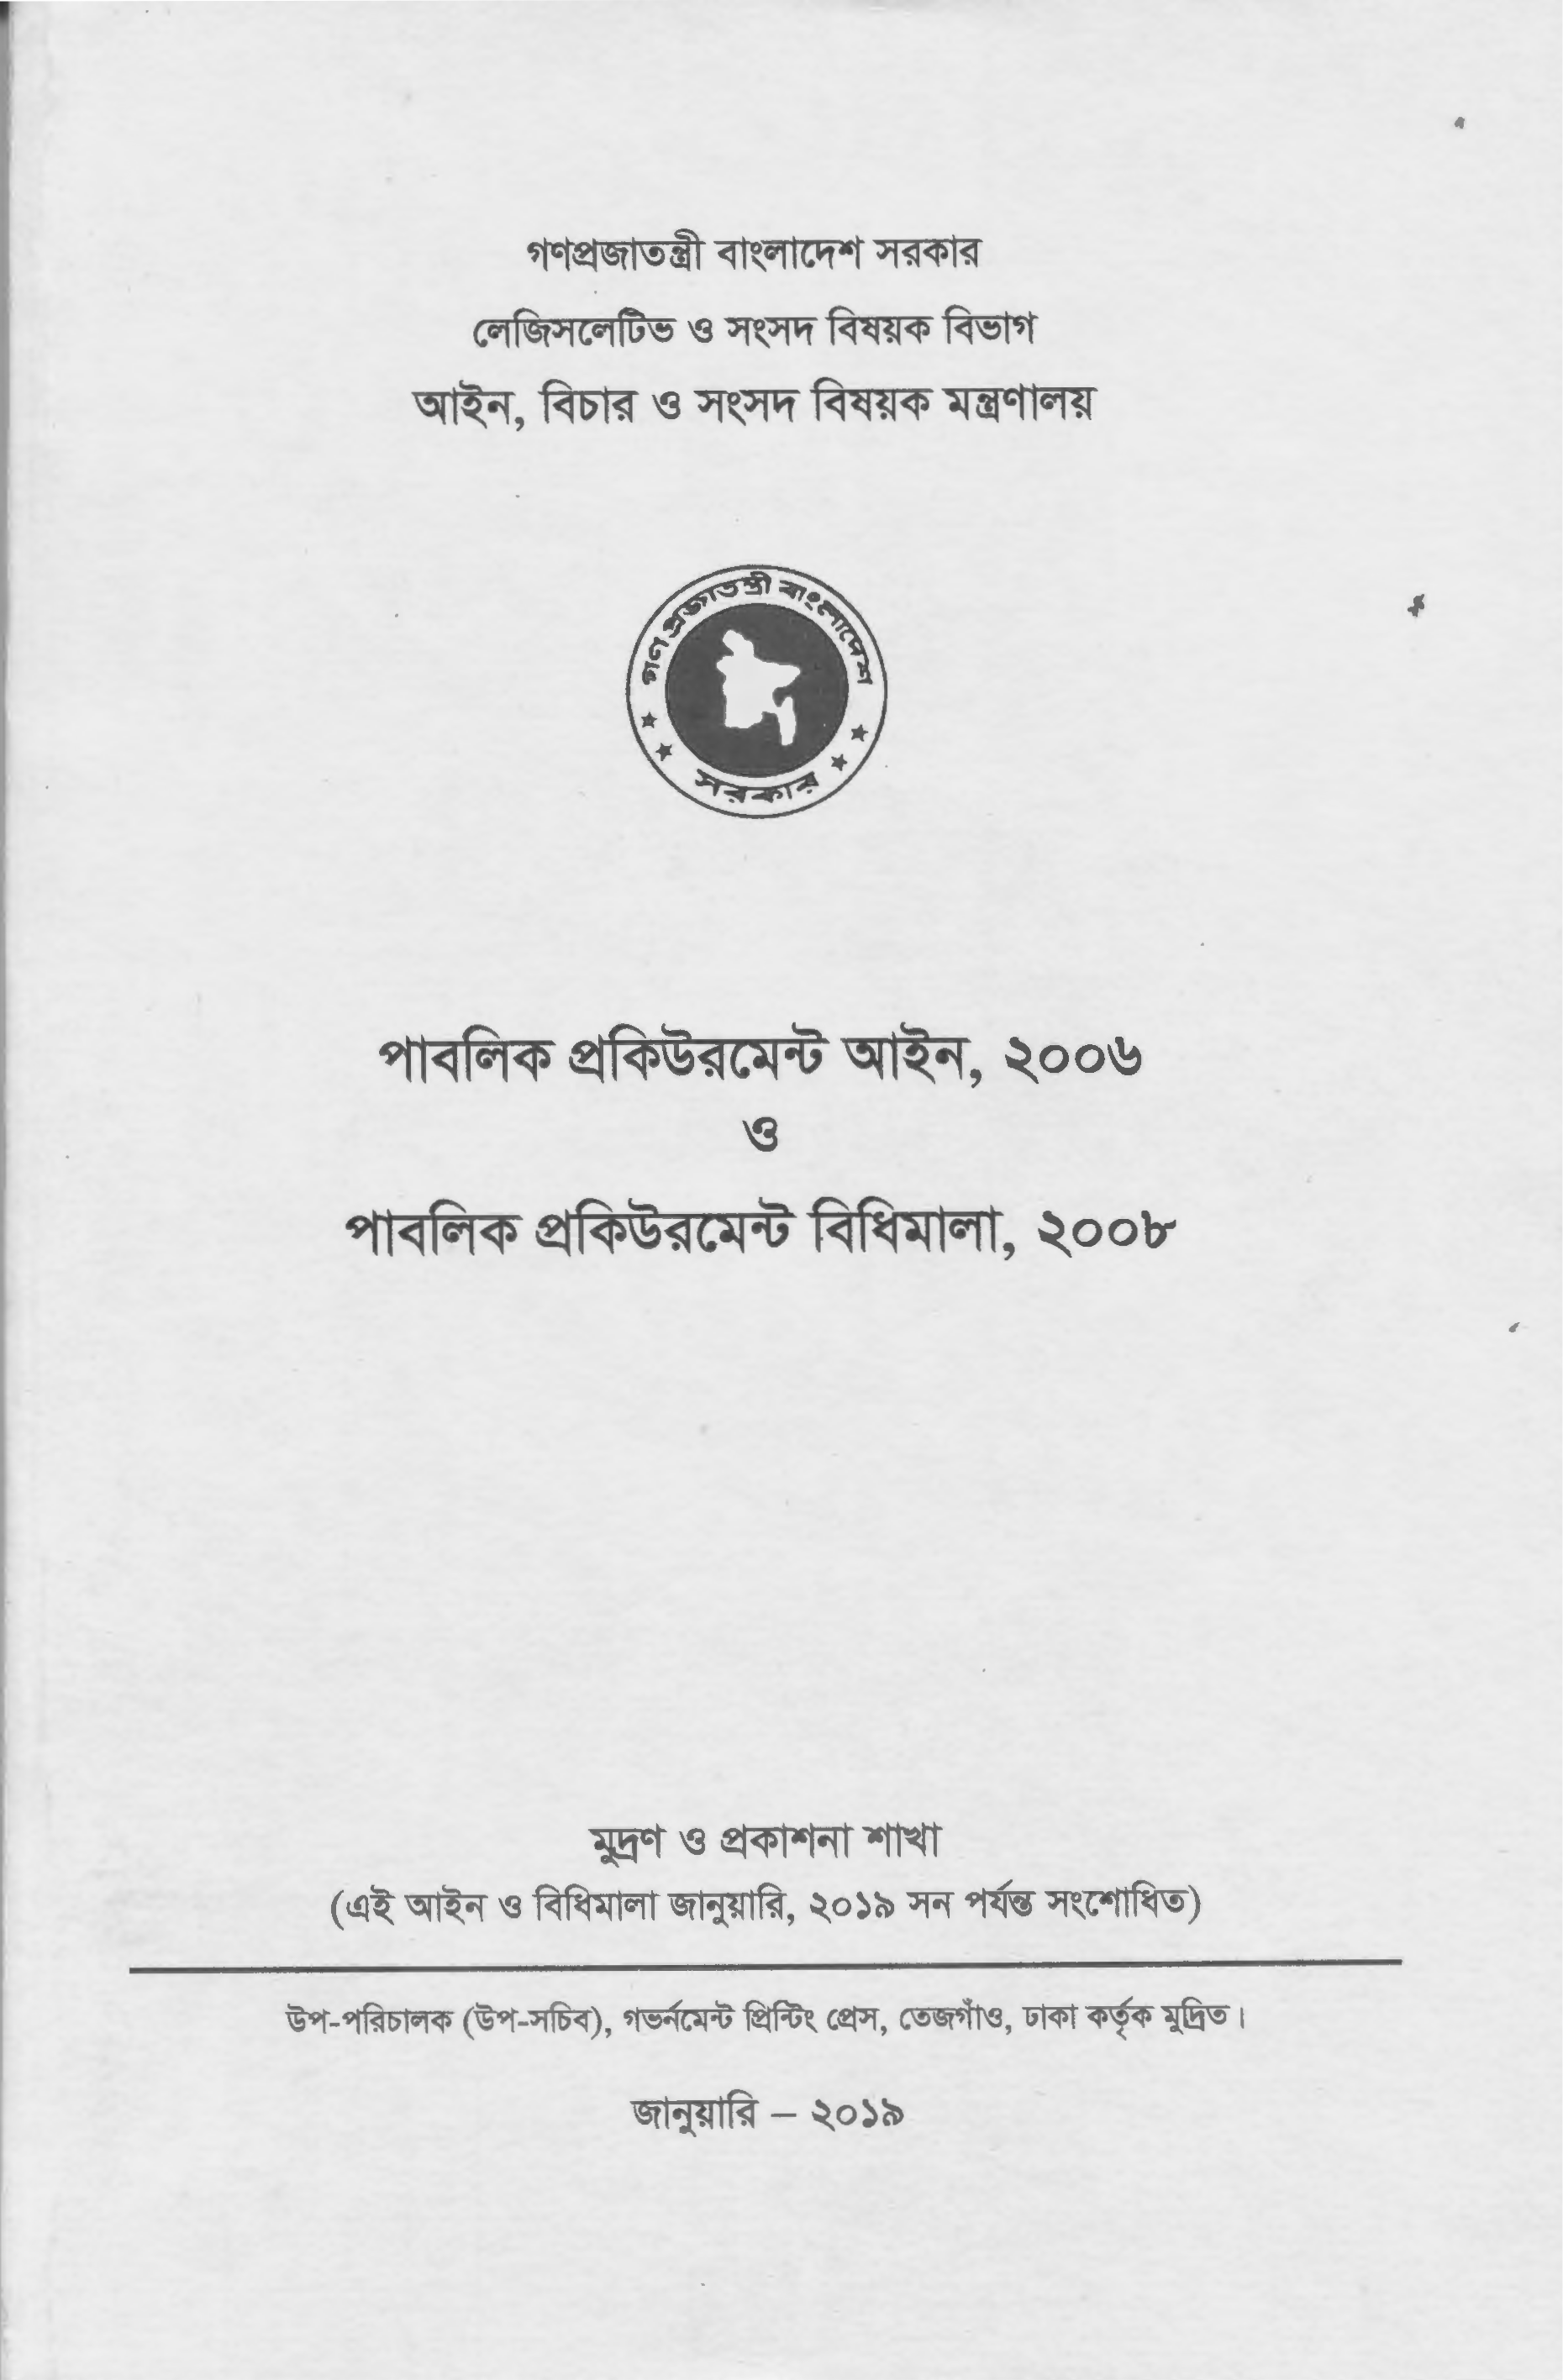 গণপ্রজাতন্ত্রী বাংলাদেশ সরকার
লেজিসলেটিভ ও সংসদ বিষয়ক বিভাগ
আইন, বিচার ও সংসদ বিষয়ক মন্ত্রণালয়
গণ প্রজাতন্ত্রী বাংলাদেশ
সরকার
পাবলিক প্রকিউরমেন্ট আইন, ২০০৬
ও
পাবলিক প্রকিউরমেন্ট বিধিমালা, ২০০৮
মুদ্রণ ও প্রকাশনা শাখা
(এই আইন ও বিধিমালা জানুয়ারি, ২০১৯ সন পর্যন্ত সংশোধিত)
উপ-পরিচালক (উপ-সচিব), গভর্নমেন্ট প্রিন্টিং প্রেস, তেজগাঁও, ঢাকা কর্তৃক মুদ্রিত।
জানুয়ারি – ২০১৯